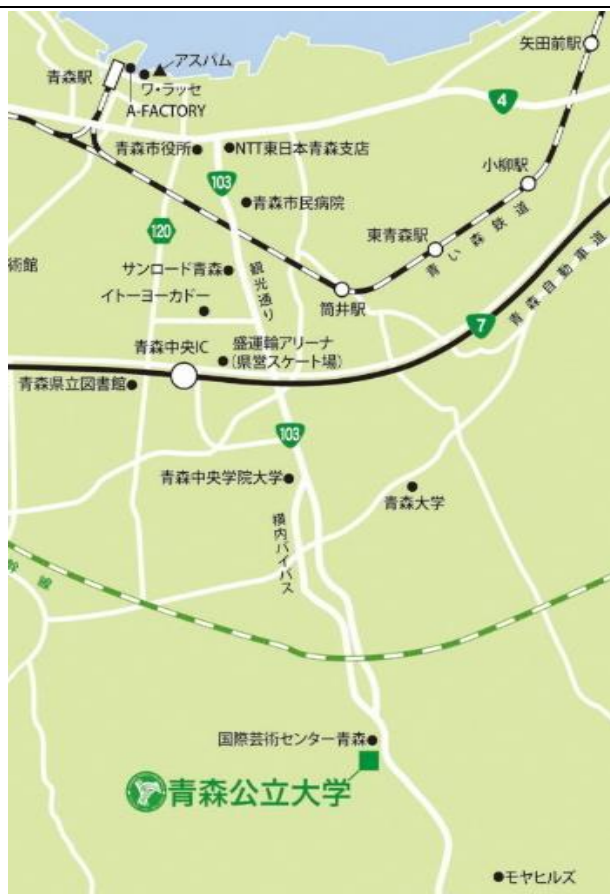 矢田前駅
アスパム
青森駅
ワ・ラッセ
A-FACTORY
4
青森市役所
NTT東日本青森支店
小柳駅
103
青森市民病院
120
東青森駅
青い森鉄道
術館
サンロード青森
観光通り
青森自動車道
イトーヨーカドー
筒井駅
7
青森中央IC
盛運輸アリーナ
(県営スケート場)
青森県立図書館
103
青森中央学院大学
青森大学
横内バイパス
幹線
国際芸術センター青森
青森公立大学
モヤヒルズ